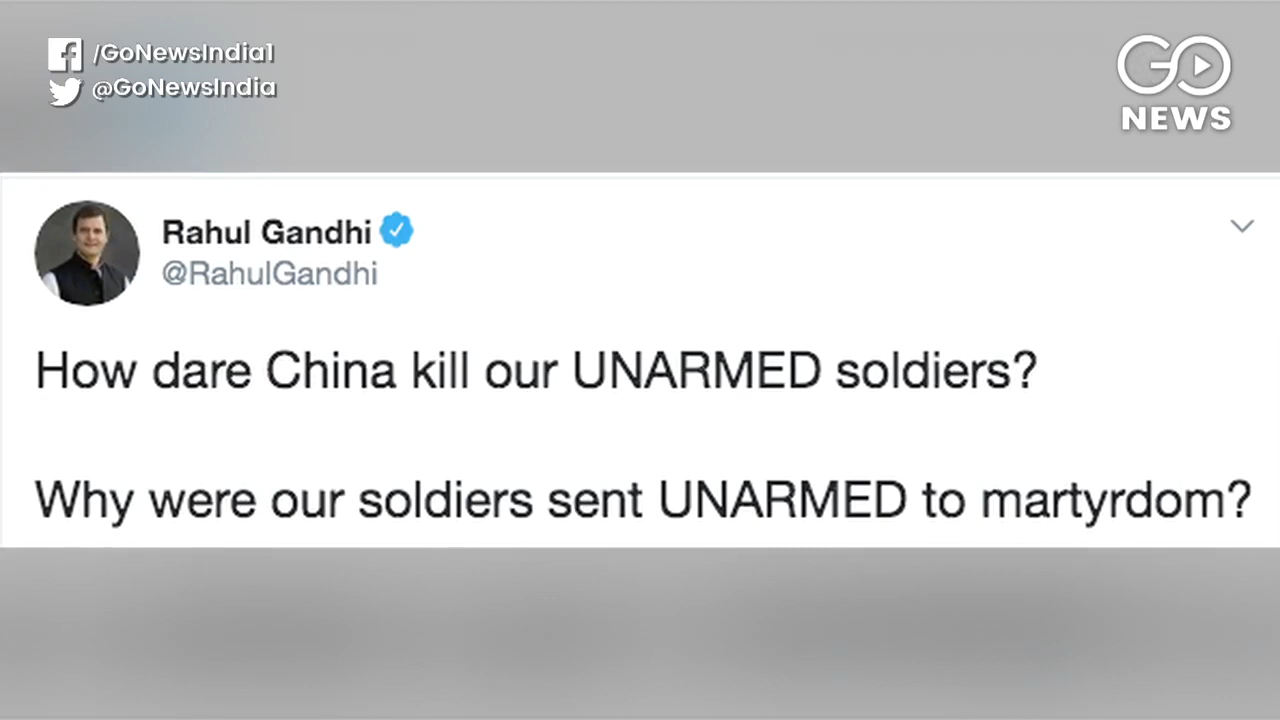 /GoNewsIndia1
@GoNewsIndia
GO
NEWS
Rahul Gandhi
@RahulGandhi
How dare China kill our UNARMED soldiers?
Why were our soldiers sent UNARMED to martyrdom?